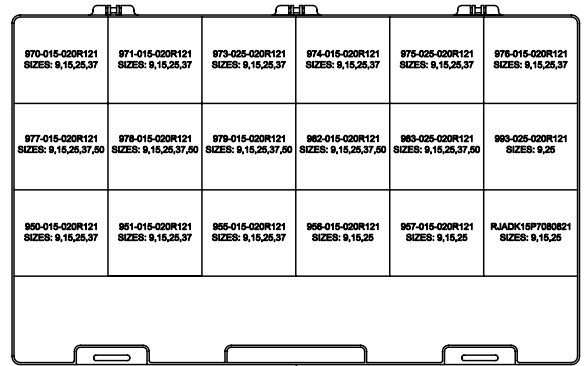 970-015-020R121
SIZES: 9,15,25,37
971-015-020R121
SIZES: 9,15,25,37
973-025-020R121
SIZES: 9,15,25,37
974-015-020R121
SIZES: 9,15,25,37
975-025-020R121
SIZES: 9,15,25,37
976-015-020R121
SIZES: 9,15,25,37
977-015-020R121
SIZES: 9,15,25,37,50
978-015-020R121
SIZES: 9,15,25,37,50
979-015-020R121
SIZES: 9,15,25,37,50
982-015-020R121
SIZES: 9,15,25,37,50
983-025-020R121
SIZES: 9,15,25,37,50
993-025-020R121
SIZES: 9,25
950-015-020R121
SIZES: 9,15,25,37
951-015-020R121
SIZES: 9,15,25,37
955-015-020R121
SIZES: 9,15,25,37
956-015-020R121
SIZES: 9,15,25
957-015-020R121
SIZES: 9,15,25
RJADK15P7080821
SIZES: 9,15,25